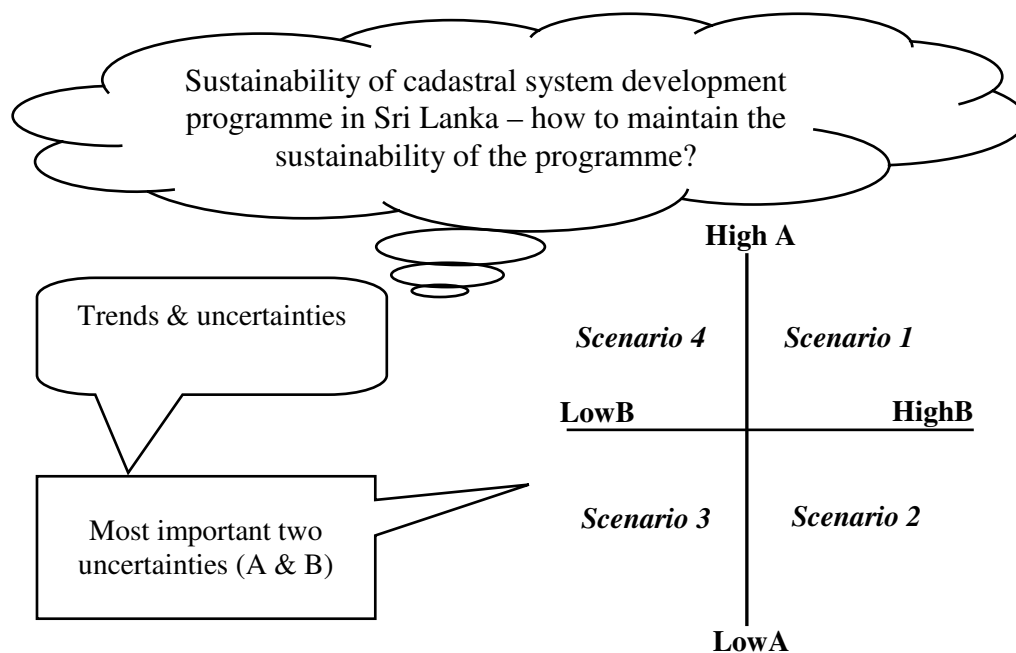 Sustainability of cadastral system development
programme in Sri Lanka – how to maintain the
sustainability of the programme?
High A
Trends & uncertainties
Scenario 4
Scenario 1
LowB
HighB
Most important two
uncertainties (A & B)
Scenario 3
Scenario 2
LowA